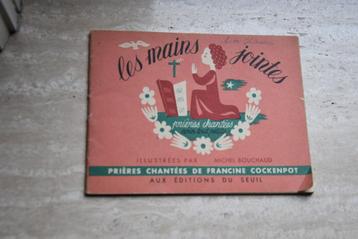 les mains
jointes
prières chantées
ILLUSTRÉES PAR MICHEL BOUCHAUD
PRIÈRES CHANTÉES DE FRANCINE COCKENPOT
AUX ÉDITIONS DU SEUIL